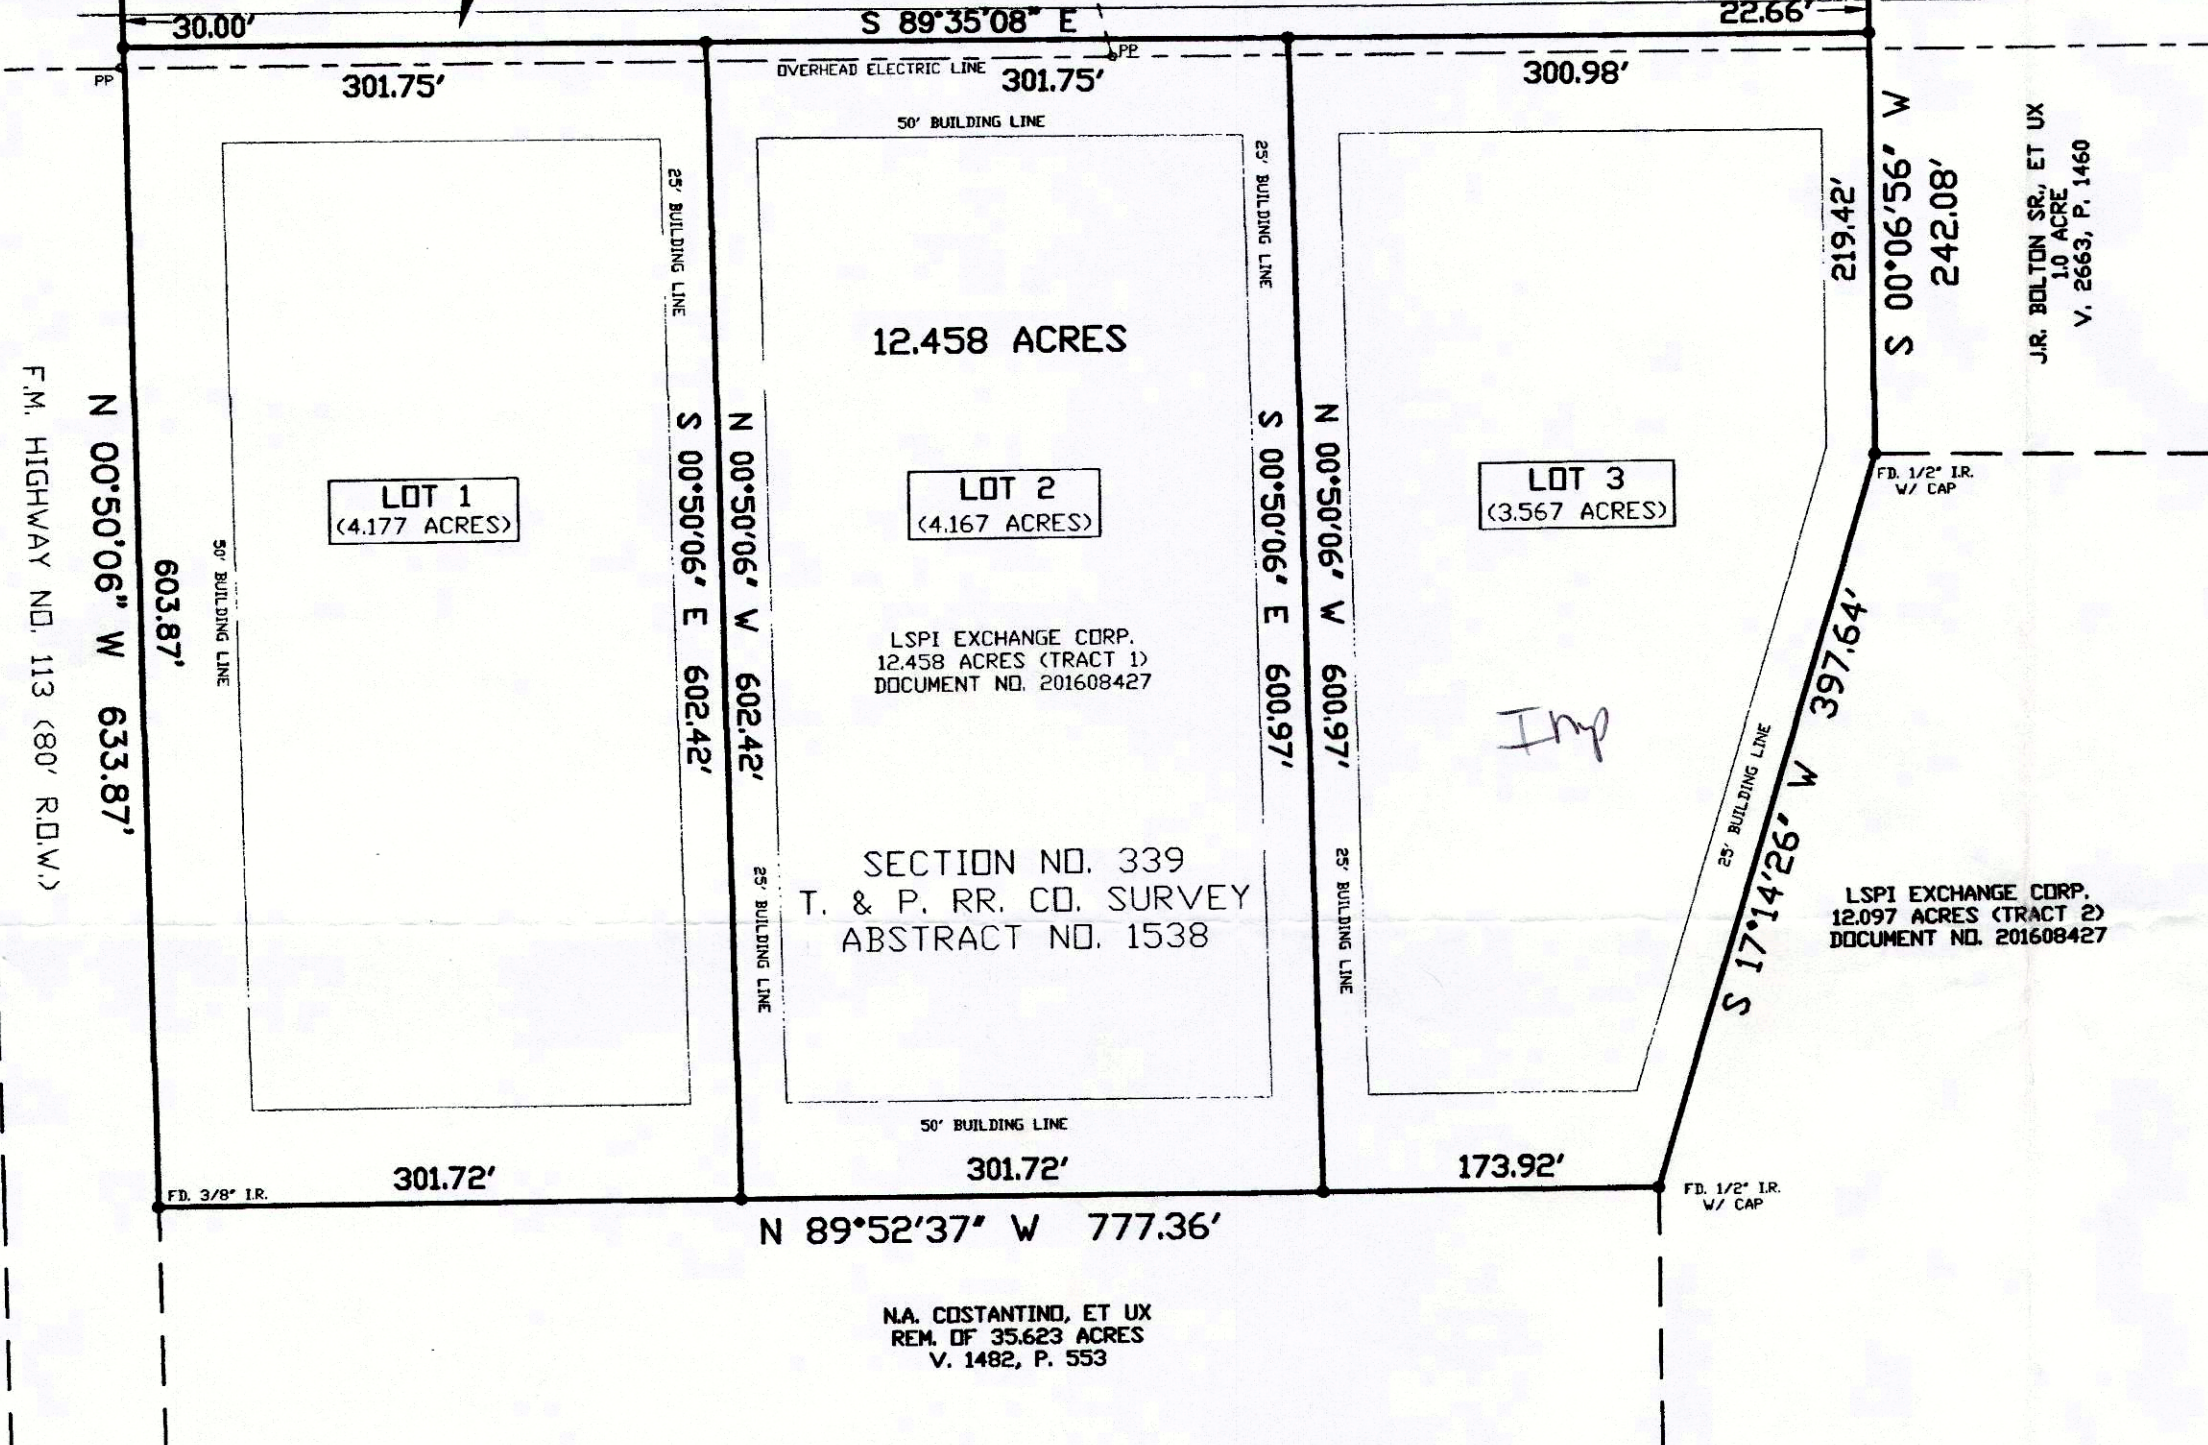 30.00'
S 89°35'08" E
22.66'
PP
PP
OVERHEAD ELECTRIC LINE
301.75'
301.75'
300.98'
50' BUILDING LINE
25' BUILDING LINE
25' BUILDING LINE
219.42'
S 00°06'56" W
242.08'
J.R. BOLTON SR., ET UX
1.0 ACRE
V. 2663, P. 1460
12.458 ACRES
F.M. HIGHWAY NO. 113 (80' R.O.W.)
N 00°50'06" W 633.87'
603.87'
50' BUILDING LINE
LOT 1
(4.177 ACRES)
S 00°50'06" E 602.42'
N 00°50'06" W 602.42'
LOT 2
(4.167 ACRES)
S 00°50'06" E 600.97'
N 00°50'06" W 600.97'
LOT 3
(3.567 ACRES)
FD. 1/2" I.R.
W/ CAP
LSPI EXCHANGE CORP.
12.458 ACRES (TRACT 1)
DOCUMENT NO. 201608427
Imp
S 17°14'26" W 397.64'
25' BUILDING LINE
25' BUILDING LINE
25' BUILDING LINE
SECTION NO. 339
T. & P. RR. CO. SURVEY
ABSTRACT NO. 1538
LSPI EXCHANGE CORP.
12.097 ACRES (TRACT 2)
DOCUMENT NO. 201608427
50' BUILDING LINE
FD. 3/8" I.R.
301.72'
301.72'
173.92'
FD. 1/2" I.R.
W/ CAP
N 89°52'37" W 777.36'
N.A. COSTANTINO, ET UX
REM. OF 35.623 ACRES
V. 1482, P. 553